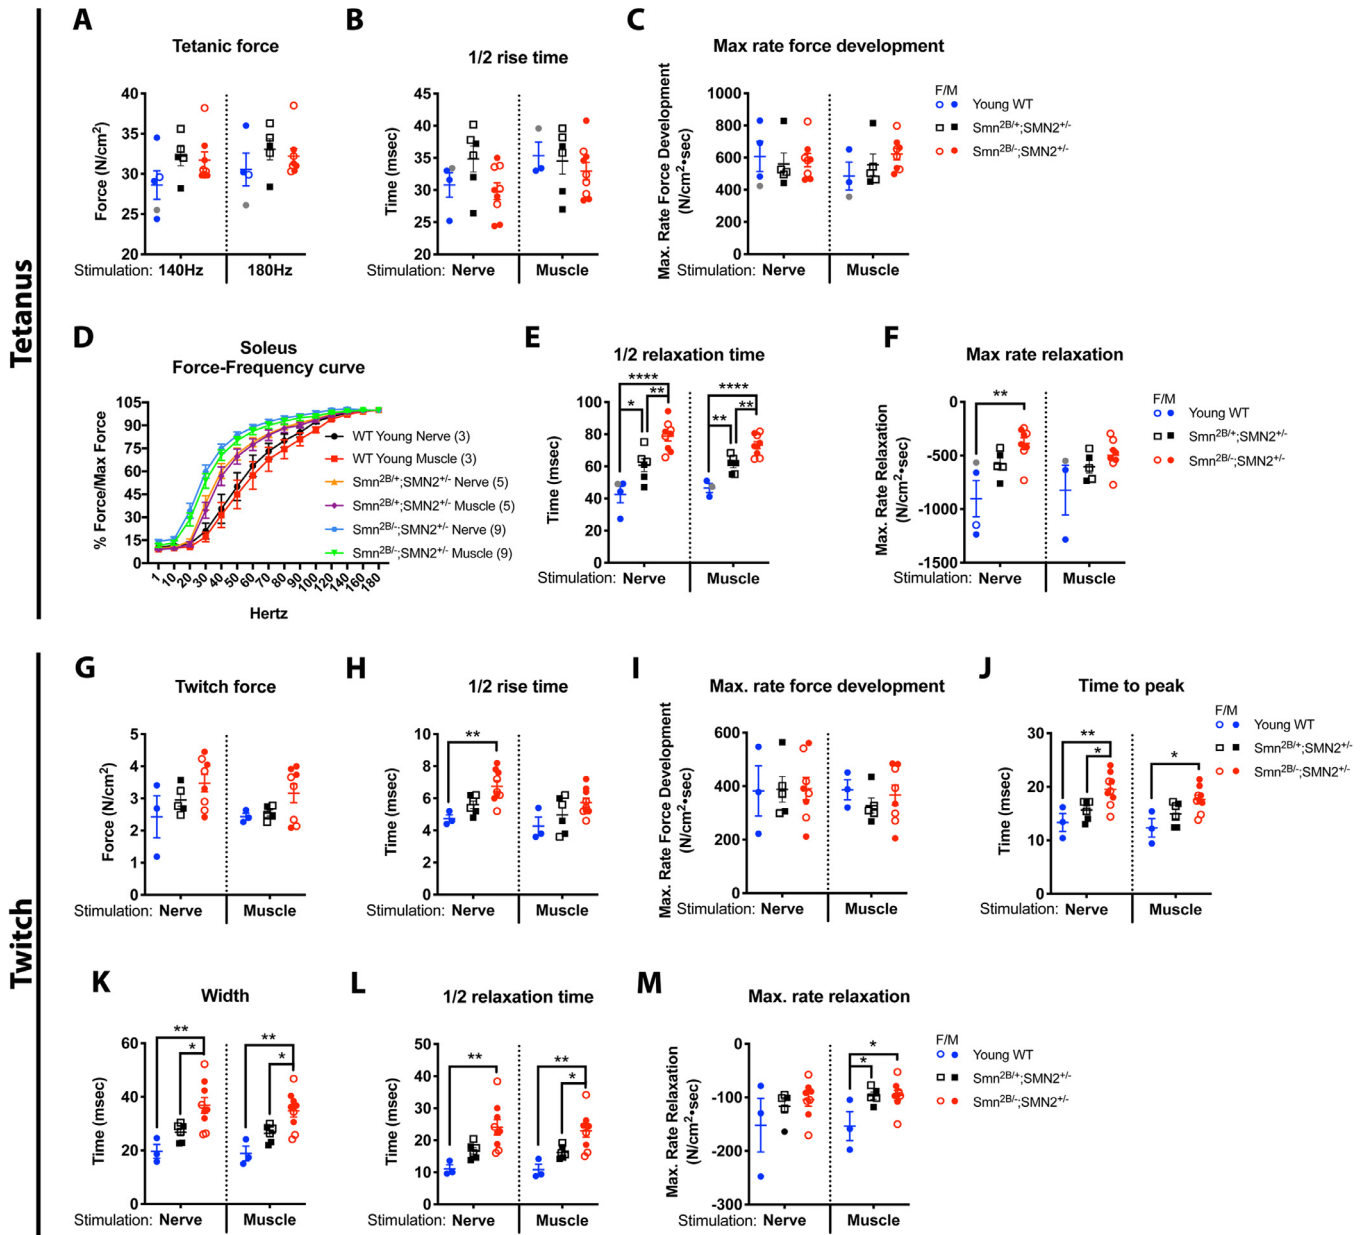 Tetanus
A
Tetanic force
Force (N/cm²)
40
35
30
25
20
Stimulation: 140Hz 180Hz
B
1/2 rise time
Time (msec)
45
40
35
30
25
20
Stimulation: Nerve Muscle
C
Max rate force development
Max. Rate Force Development
(N/cm²•sec)
1000
800
600
400
200
0
Stimulation: Nerve Muscle
F/M
Young WT
Smn2B/+;SMN2+/-
Smn2B/-;SMN2+/-
D
Soleus
Force-Frequency curve
% Force/Max Force
105
90
75
60
45
30
15
0
1 10 20 30 40 50 60 70 80 90 100 120 140 160 180
Hertz
WT Young Nerve (3)
WT Young Muscle (3)
Smn2B/+;SMN2+/- Nerve (5)
Smn2B/+;SMN2+/- Muscle (5)
Smn2B/-;SMN2+/- Nerve (9)
Smn2B/-;SMN2+/- Muscle (9)
E
1/2 relaxation time
Time (msec)
100
80
60
40
20
0
**** ****
* ** ** **
Stimulation: Nerve Muscle
F
Max rate relaxation
Max. Rate Relaxation
(N/cm²•sec)
0
-500
-1000
-1500
**
Stimulation: Nerve Muscle
F/M
Young WT
Smn2B/+;SMN2+/-
Smn2B/-;SMN2+/-
Twitch
G
Twitch force
Force (N/cm²)
5
4
3
2
1
0
Stimulation: Nerve Muscle
H
1/2 rise time
Time (msec)
10
8
6
4
2
0
**
Stimulation: Nerve Muscle
I
Max. rate force development
Max. Rate Force Development
(N/cm²•sec)
600
400
200
0
Stimulation: Nerve Muscle
J
Time to peak
Time (msec)
30
20
10
0
**
* *
Stimulation: Nerve Muscle
F/M
Young WT
Smn2B/+;SMN2+/-
Smn2B/-;SMN2+/-
K
Width
Time (msec)
60
40
20
0
** **
* *
Stimulation: Nerve Muscle
L
1/2 relaxation time
Time (msec)
50
40
30
20
10
0
** **
*
Stimulation: Nerve Muscle
M
Max. rate relaxation
Max. Rate Relaxation
(N/cm²•sec)
0
-100
-200
-300
*
*
Stimulation: Nerve Muscle
F/M
Young WT
Smn2B/+;SMN2+/-
Smn2B/-;SMN2+/-